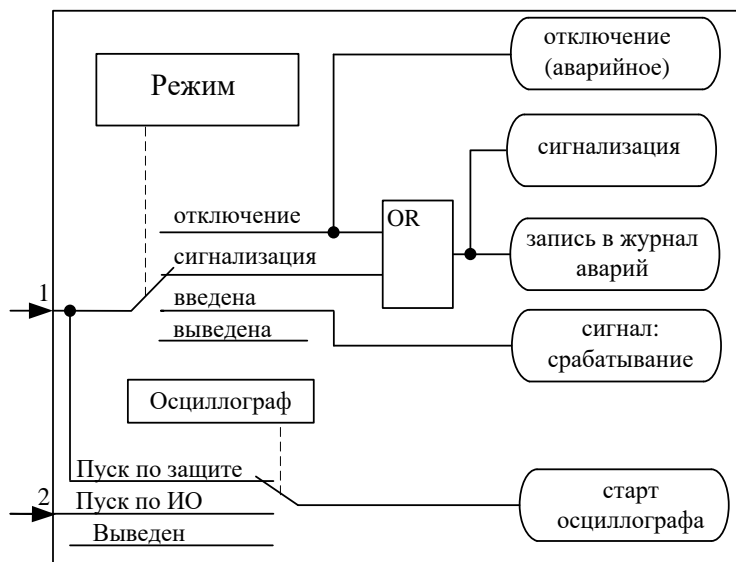 отключение
(аварийное)
Режим
сигнализация
отключение
OR
сигнализация
запись в журнал
аварий
1
введена
выведена
сигнал:
срабатывание
Осциллограф
Пуск по защите
2
Пуск по ИО
Выведен
старт
осциллографа